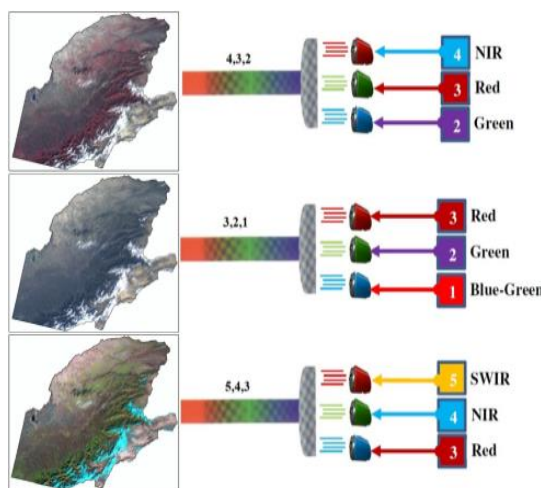 4,3,2
4 NIR
3 Red
2 Green
3,2,1
3 Red
2 Green
1 Blue-Green
5,4,3
5 SWIR
4 NIR
3 Red